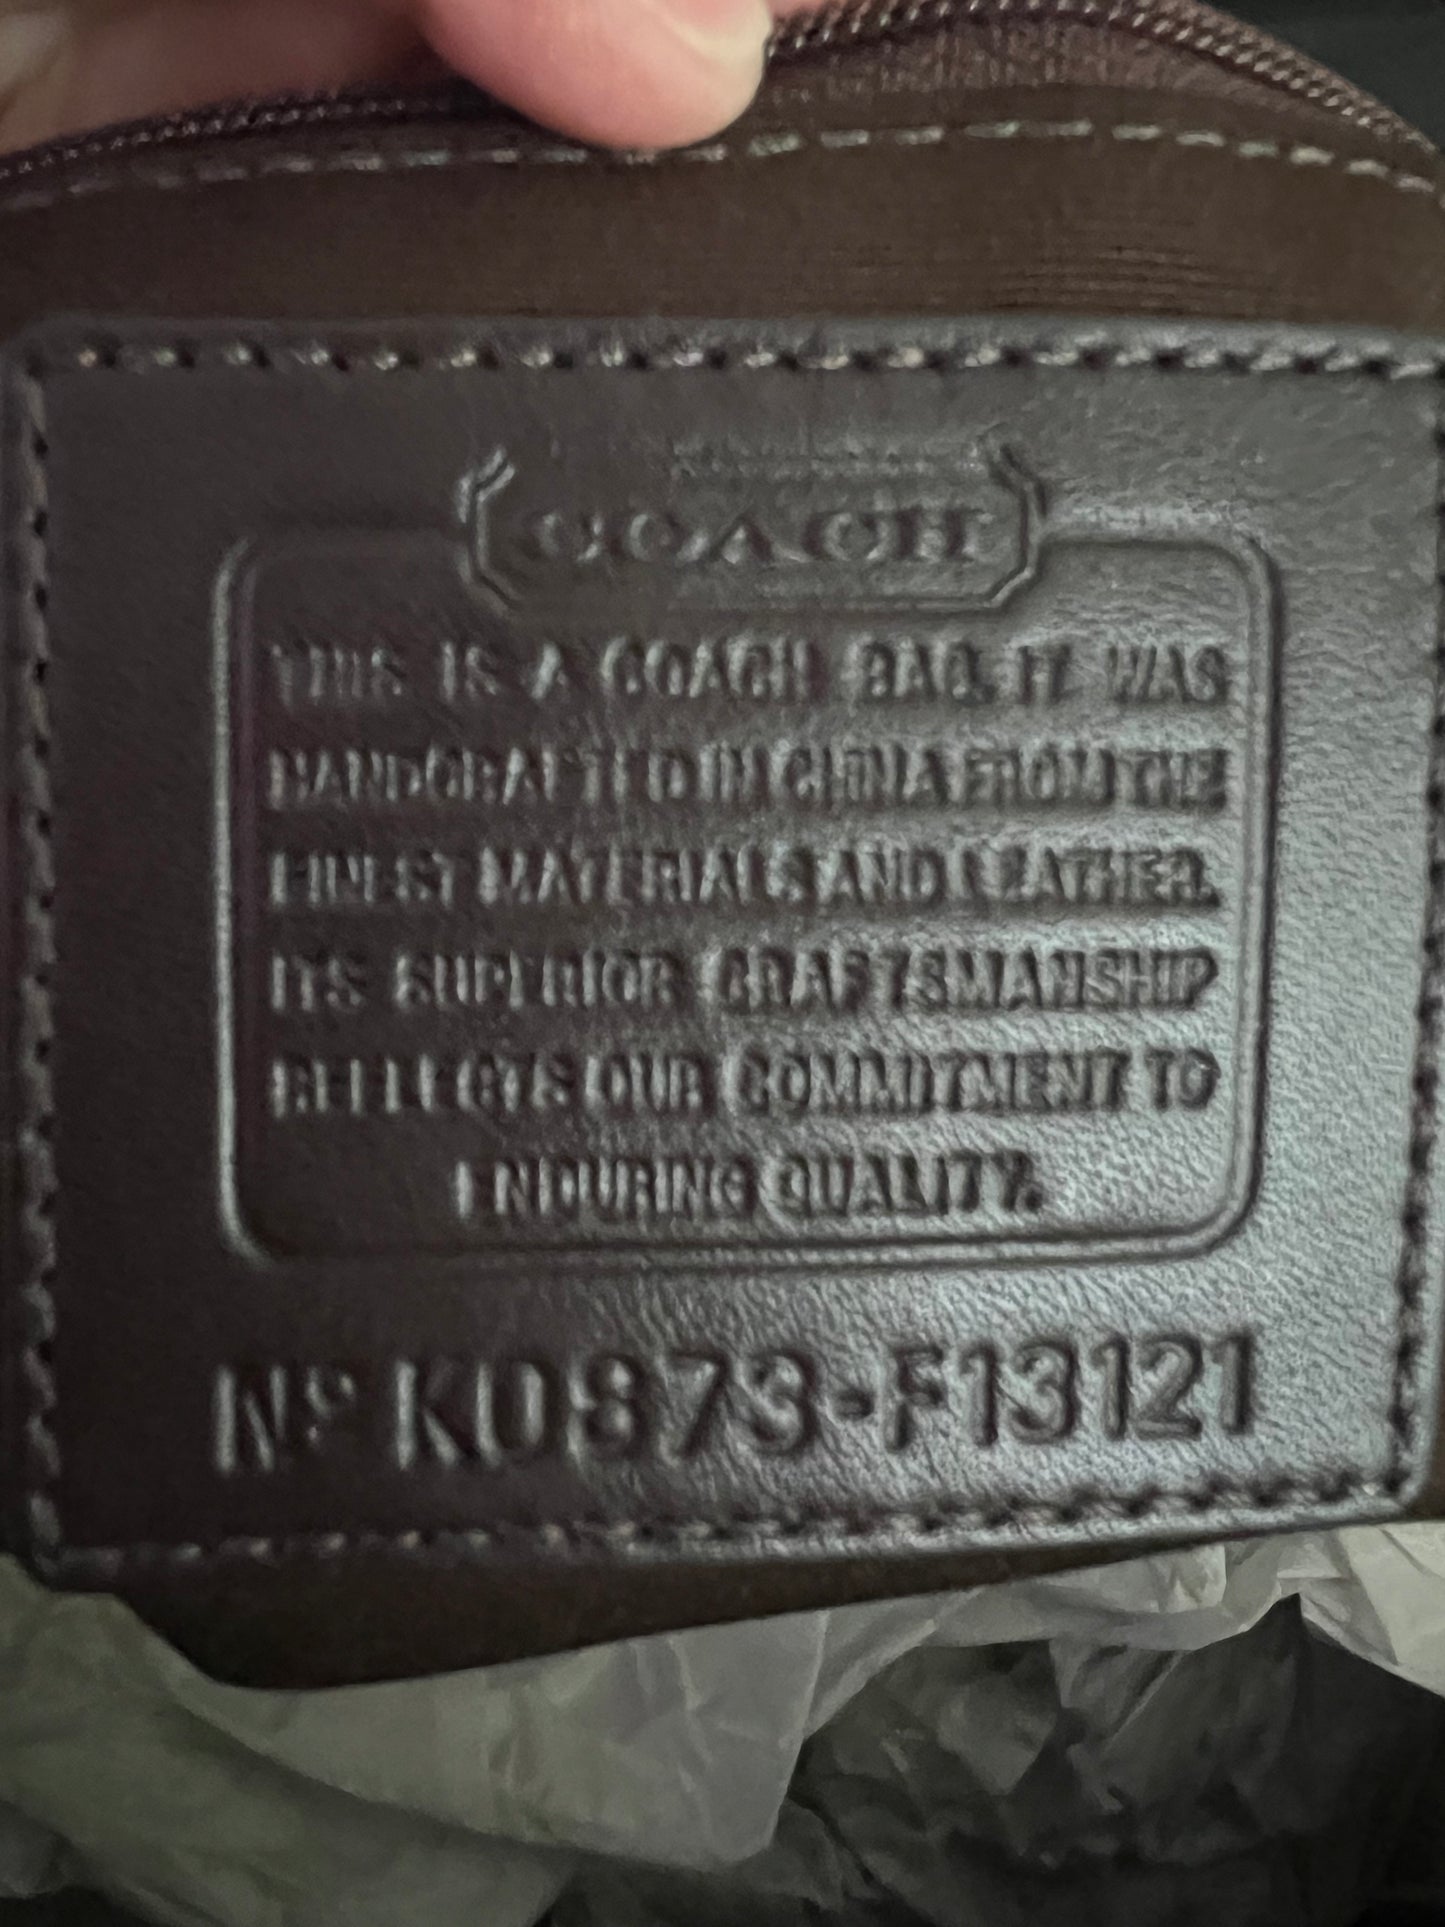 COACH
THIS IS A COACH BAG. IT WAS
HANDCRAFTED IN CHINA FROM THE
FINEST MATERIALS AND LEATHER.
ITS SUPERIOR CRAFTSMANSHIP
REFLECTS OUR COMMITMENT TO
ENDURING QUALITY.
Nº K0873-F13121